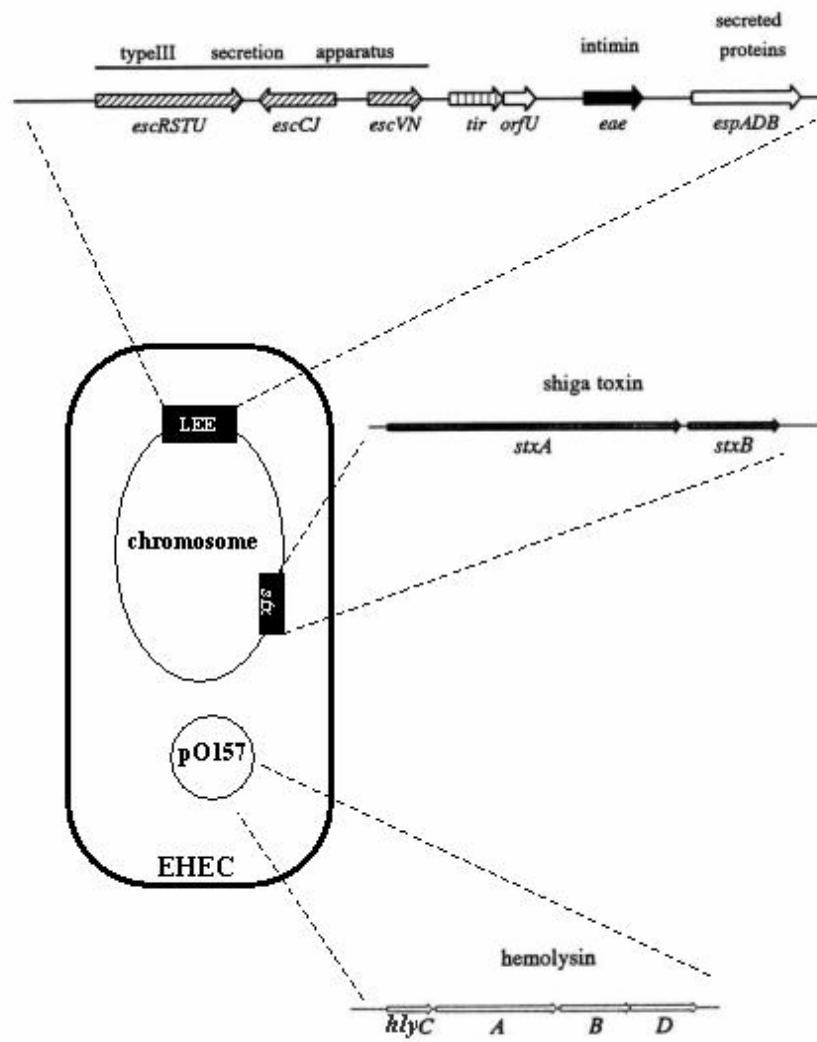 secreted
typeIII secretion apparatus intimin proteins
escRSTU escCJ escVN tir orfU eae espADB
shiga toxin
LEE
stxA stxB
chromosome
stx
pO157
EHEC
hemolysin
hlyC A B D